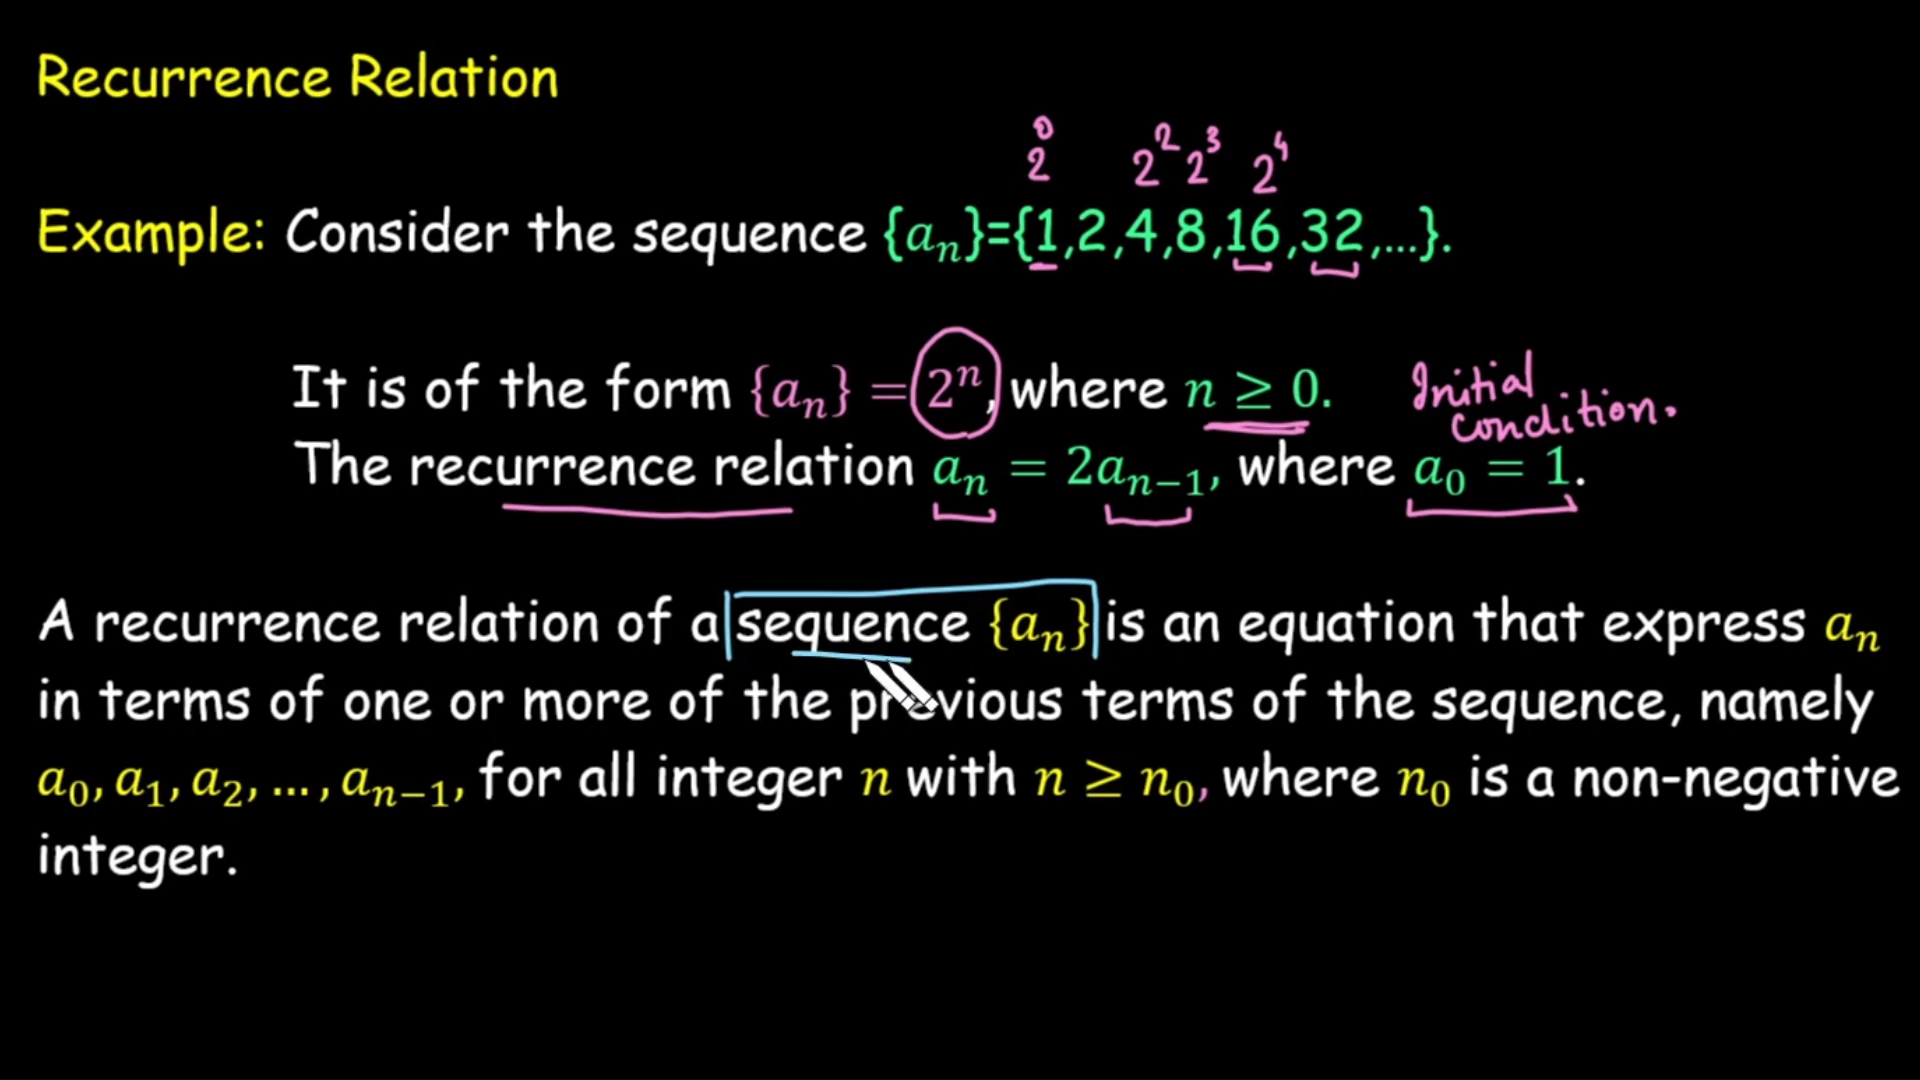 Recurrence Relation
2⁰ 2² 2³ 2⁴
Example: Consider the sequence {aₙ}={1,2,4,8,16,32,...}.
It is of the form {aₙ} = 2ⁿ, where n ≥ 0.
Initial condition.
The recurrence relation aₙ = 2aₙ₋₁, where a₀ = 1.
A recurrence relation of a sequence {aₙ} is an equation that express aₙ
in terms of one or more of the previous terms of the sequence, namely
a₀, a₁, a₂, ... , aₙ₋₁, for all integer n with n ≥ n₀, where n₀ is a non-negative
integer.